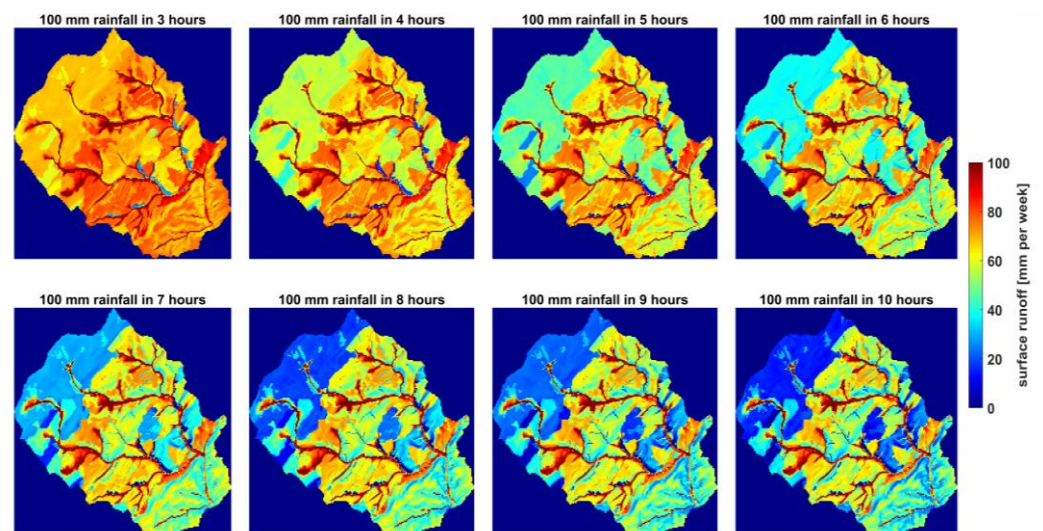 100 mm rainfall in 3 hours
100 mm rainfall in 4 hours
100 mm rainfall in 5 hours
100 mm rainfall in 6 hours
100 mm rainfall in 7 hours
100 mm rainfall in 8 hours
100 mm rainfall in 9 hours
100 mm rainfall in 10 hours
100
80
60
40
20
0
surface runoff [mm per week]